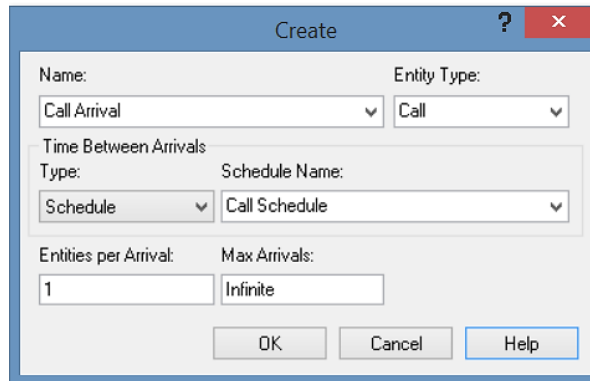 Create ?
Name: Entity Type:
Call Arrival Call
Time Between Arrivals
Type: Schedule Name:
Schedule Call Schedule
Entities per Arrival: Max Arrivals:
1 Infinite
OK Cancel Help